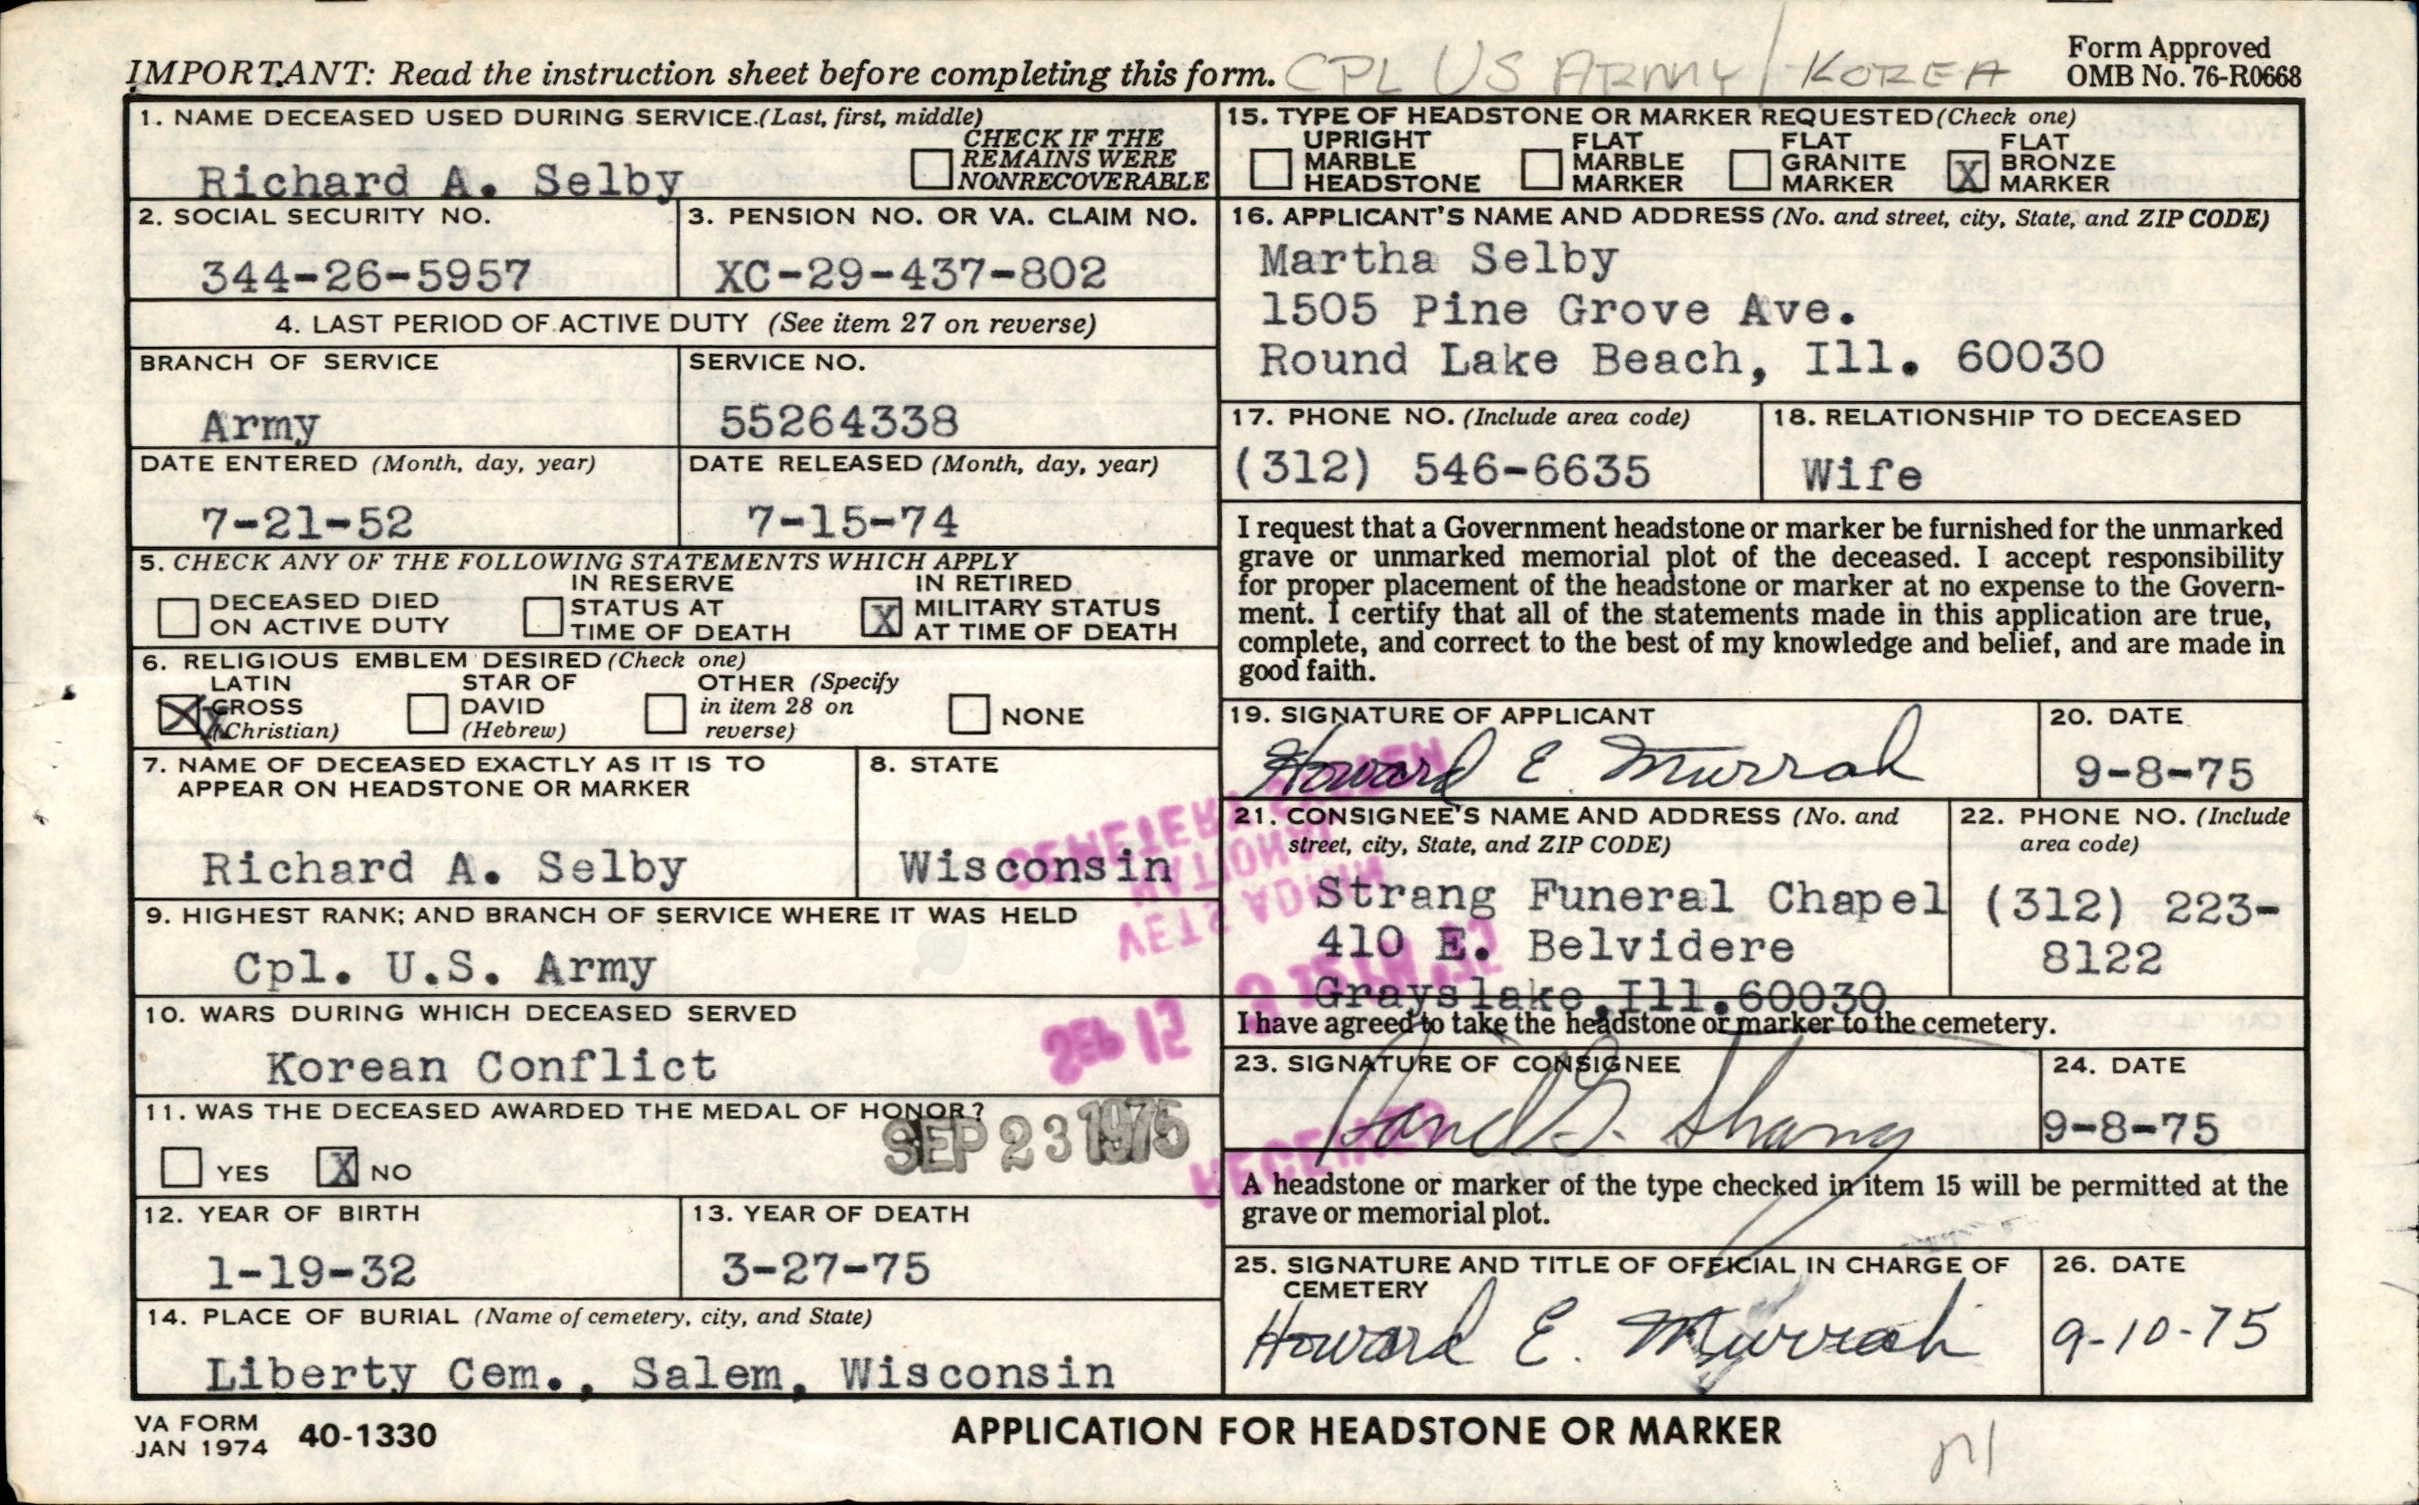 IMPORTANT: Read the instruction sheet before completing this form. CPL US ARMY / KOREA
Form Approved
OMB No. 76-R0668
1. NAME DECEASED USED DURING SERVICE (Last, first, middle)
CHECK IF THE
REMAINS WERE
NONRECOVERABLE
Richard A. Selby
2. SOCIAL SECURITY NO.
344-26-5957
3. PENSION NO. OR VA. CLAIM NO.
XC-29-437-802
4. LAST PERIOD OF ACTIVE DUTY (See item 27 on reverse)
BRANCH OF SERVICE
Army
SERVICE NO.
55264338
DATE ENTERED (Month, day, year)
7-21-52
DATE RELEASED (Month, day, year)
7-15-74
5. CHECK ANY OF THE FOLLOWING STATEMENTS WHICH APPLY
DECEASED DIED
ON ACTIVE DUTY
IN RESERVE
STATUS AT
TIME OF DEATH
X
IN RETIRED
MILITARY STATUS
AT TIME OF DEATH
6. RELIGIOUS EMBLEM DESIRED (Check one)
X
LATIN
CROSS
(Christian)
STAR OF
DAVID
(Hebrew)
OTHER (Specify
in item 28 on
reverse)
NONE
7. NAME OF DECEASED EXACTLY AS IT IS TO
APPEAR ON HEADSTONE OR MARKER
Richard A. Selby
8. STATE
Wisconsin
9. HIGHEST RANK; AND BRANCH OF SERVICE WHERE IT WAS HELD
Cpl. U.S. Army
10. WARS DURING WHICH DECEASED SERVED
Korean Conflict
11. WAS THE DECEASED AWARDED THE MEDAL OF HONOR?
YES
X NO
SEP 23 1975
12. YEAR OF BIRTH
1-19-32
13. YEAR OF DEATH
3-27-75
14. PLACE OF BURIAL (Name of cemetery, city, and State)
Liberty Cem., Salem, Wisconsin
15. TYPE OF HEADSTONE OR MARKER REQUESTED (Check one)
UPRIGHT
MARBLE
HEADSTONE
FLAT
MARBLE
MARKER
FLAT
GRANITE
MARKER
X
FLAT
BRONZE
MARKER
16. APPLICANT'S NAME AND ADDRESS (No. and street, city, State, and ZIP CODE)
Martha Selby
1505 Pine Grove Ave.
Round Lake Beach, Ill. 60030
17. PHONE NO. (Include area code)
(312) 546-6635
18. RELATIONSHIP TO DECEASED
Wife
I request that a Government headstone or marker be furnished for the unmarked
grave or unmarked memorial plot of the deceased. I accept responsibility
for proper placement of the headstone or marker at no expense to the Govern-
ment. I certify that all of the statements made in this application are true,
complete, and correct to the best of my knowledge and belief, and are made in
good faith.
19. SIGNATURE OF APPLICANT
Howard E. Murrah
20. DATE
9-8-75
21. CONSIGNEE'S NAME AND ADDRESS (No. and
street, city, State, and ZIP CODE)
Strang Funeral Chapel
410 E. Belvidere
Grayslake, Ill. 60030
22. PHONE NO. (Include
area code)
(312) 223-
8122
I have agreed to take the headstone or marker to the cemetery.
23. SIGNATURE OF CONSIGNEE
24. DATE
9-8-75
RECEIVED
SEP 12
VETS ADMIN
NATIONAL
CEMETERY SYSTEM
A headstone or marker of the type checked in item 15 will be permitted at the
grave or memorial plot.
25. SIGNATURE AND TITLE OF OFFICIAL IN CHARGE OF
CEMETERY
Howard E. Murrah
26. DATE
9-10-75
VA FORM
JAN 1974 40-1330
APPLICATION FOR HEADSTONE OR MARKER